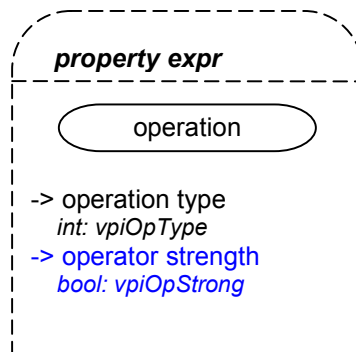 property expr
operation
-> operation type
int: vpiOpType
-> operator strength
bool: vpiOpStrong